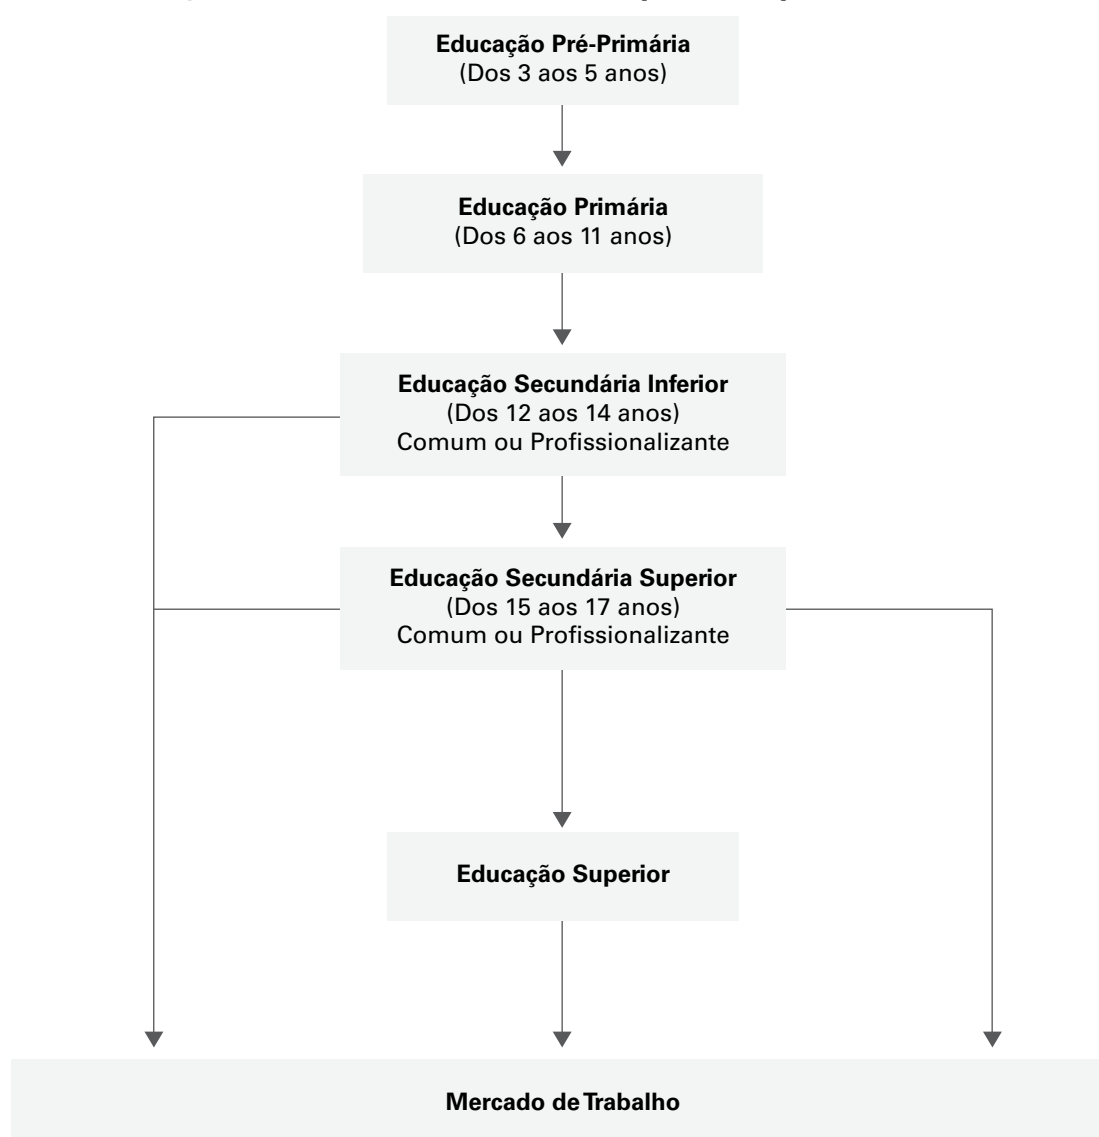 Educação Pré-Primária
(Dos 3 aos 5 anos)
Educação Primária
(Dos 6 aos 11 anos)
Educação Secundária Inferior
(Dos 12 aos 14 anos)
Comum ou Profissionalizante
Educação Secundária Superior
(Dos 15 aos 17 anos)
Comum ou Profissionalizante
Educação Superior
Mercado de Trabalho